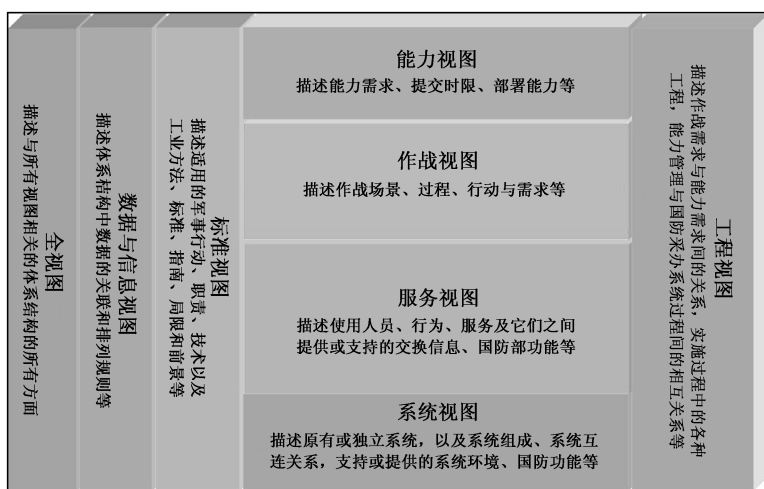 全视图
描述与所有视图相关的体系结构的所有方面
数据与信息视图
描述体系结构中数据的关联和排列规则等
标准视图
描述适用的军事行动、职责、技术以及
工业方法、标准、指南、局限和前景等
能力视图
描述能力需求、提交时限、部署能力等
作战视图
描述作战场景、过程、行动与需求等
服务视图
描述使用人员、行为、服务及它们之间
提供或支持的交换信息、国防部功能等
系统视图
描述原有或独立系统，以及系统组成、系统互
连关系，支持或提供的系统环境、国防功能等
工程视图
描述作战需求与能力需求间的关系，实施过程中的各种
工程，能力管理与国防采办系统过程间的相互关系等